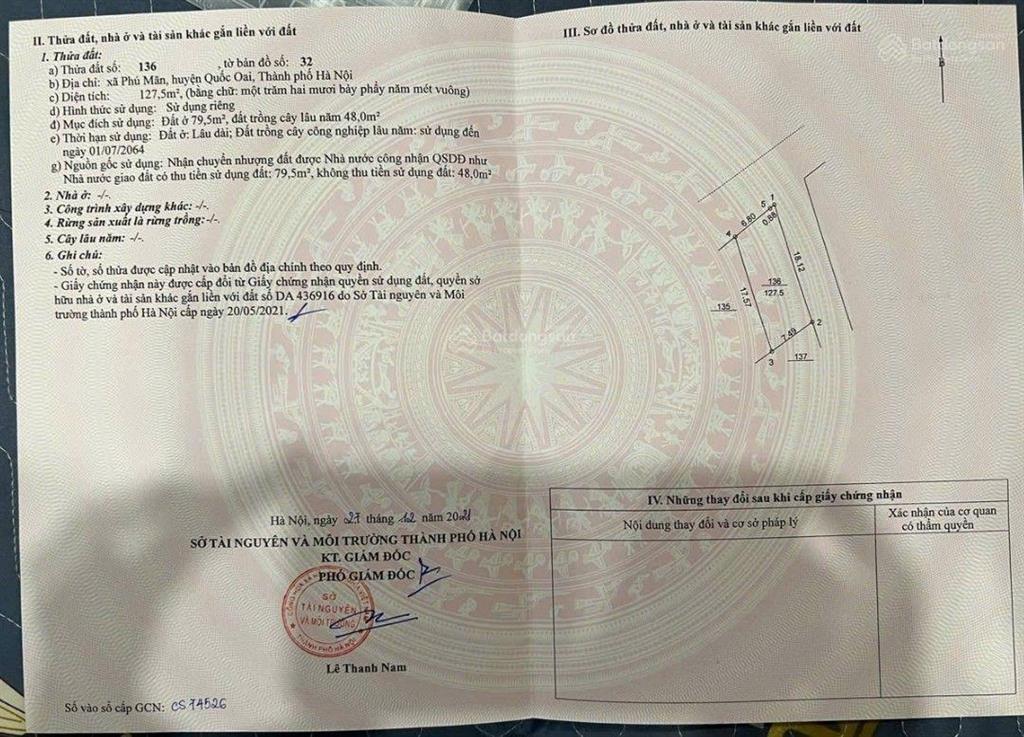 II. Thửa đất, nhà ở và tài sản khác gắn liền với đất
1. Thửa đất:
a) Thửa đất số: 136 , tờ bản đồ số: 32
b) Địa chỉ: xã Phú Mãn, huyện Quốc Oai, Thành phố Hà Nội
c) Diện tích: 127,5m², (bằng chữ: một trăm hai mươi bảy phẩy năm mét vuông)
d) Hình thức sử dụng: Sử dụng riêng
đ) Mục đích sử dụng: Đất ở 79,5m², đất trồng cây lâu năm 48,0m²
e) Thời hạn sử dụng: Đất ở: Lâu dài; Đất trồng cây công nghiệp lâu năm: sử dụng đến
ngày 01/07/2064
g) Nguồn gốc sử dụng: Nhận chuyển nhượng đất được Nhà nước công nhận QSDĐ như
Nhà nước giao đất có thu tiền sử dụng đất: 79,5m², không thu tiền sử dụng đất: 48,0m²
2. Nhà ở: -/-.
3. Công trình xây dựng khác: -/-.
4. Rừng sản xuất là rừng trồng:-/-.
5. Cây lâu năm: -/-.
6. Ghi chú:
- Số tờ, số thửa được cập nhật vào bản đồ địa chính theo quy định.
- Giấy chứng nhận này được cấp đổi từ Giấy chứng nhận quyền sử dụng đất, quyền sở
hữu nhà ở và tài sản khác gắn liền với đất số DA 436916 do Sở Tài nguyên và Môi
trường thành phố Hà Nội cấp ngày 20/05/2021.
Hà Nội, ngày 27 tháng 12 năm 2021
SỞ TÀI NGUYÊN VÀ MÔI TRƯỜNG THÀNH PHỐ HÀ NỘI
KT. GIÁM ĐỐC
PHÓ GIÁM ĐỐC
SỞ
TÀI NGUYÊN
VÀ MÔI TRƯỜNG
THÀNH PHỐ HÀ NỘI
Lê Thanh Nam
Số vào sổ cấp GCN: CS 74526
III. Sơ đồ thửa đất, nhà ở và tài sản khác gắn liền với đất
Batdongsan
B
5 1
6.80
0.88
4
18.12
136
127.5
17.57
135
2
7.49
3
137
Batdongsan
IV. Những thay đổi sau khi cấp giấy chứng nhận
Nội dung thay đổi và cơ sở pháp lý
Xác nhận của cơ quan
có thẩm quyền